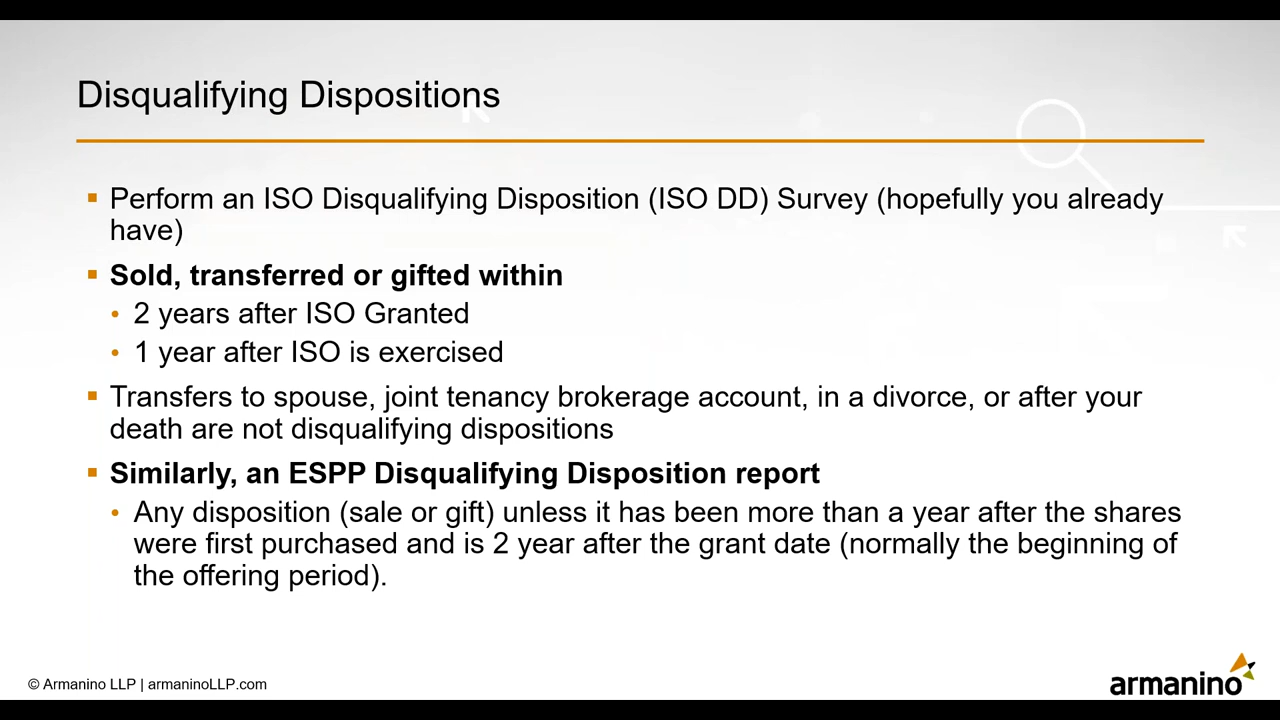 Disqualifying Dispositions
▪ Perform an ISO Disqualifying Disposition (ISO DD) Survey (hopefully you already
have)
▪ Sold, transferred or gifted within
• 2 years after ISO Granted
• 1 year after ISO is exercised
▪ Transfers to spouse, joint tenancy brokerage account, in a divorce, or after your
death are not disqualifying dispositions
▪ Similarly, an ESPP Disqualifying Disposition report
• Any disposition (sale or gift) unless it has been more than a year after the shares
were first purchased and is 2 year after the grant date (normally the beginning of
the offering period).
© Armanino LLP | armaninoLLP.com
armanino